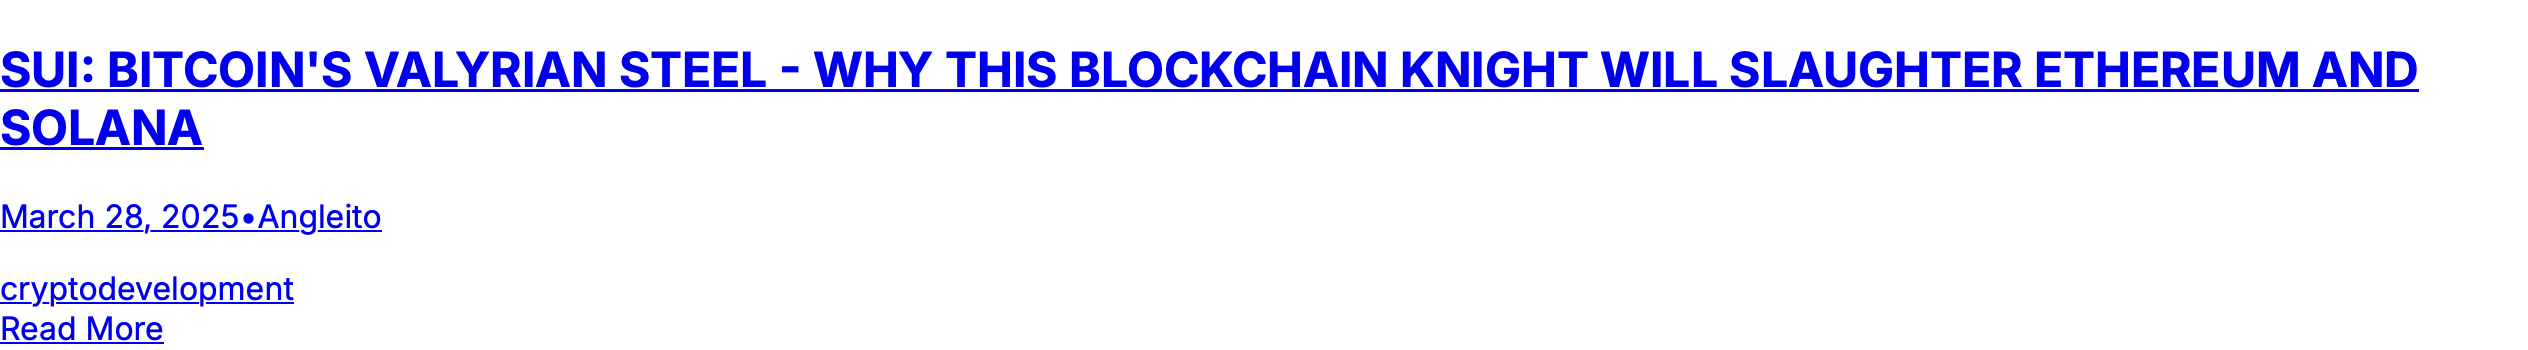 SUI: BITCOIN'S VALYRIAN STEEL - WHY THIS BLOCKCHAIN KNIGHT WILL SLAUGHTER ETHEREUM AND
SOLANA
March 28, 2025•Angleito
cryptodevelopment
Read More